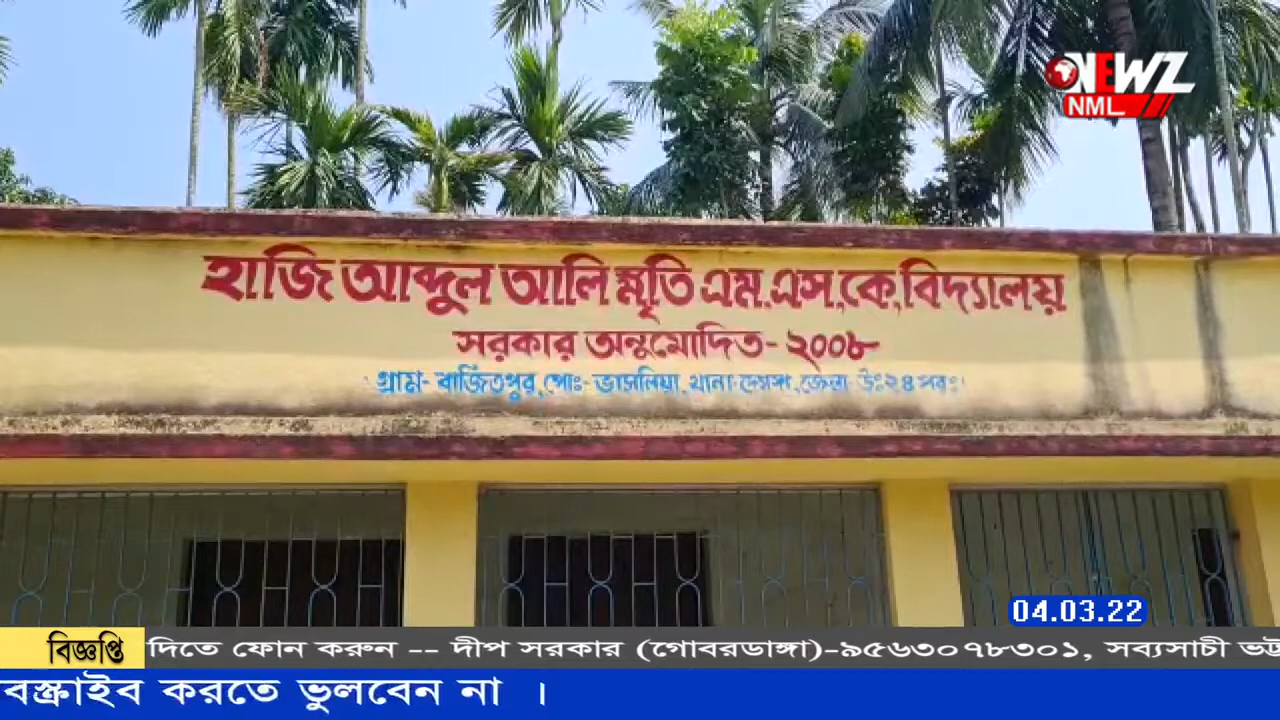 NEWZ
NML
হাজি আব্দুল আলি স্মৃতি এম.এস.কে.বিদ্যালয়
সরকার অনুমোদিত-২০০৮
গ্রাম- বাজিতপুর, পোঃ- ভাসলিয়া, থানা-দেগঙ্গা, জেলা উঃ ২৪ পরঃ
04.03.22
বিজ্ঞপ্তি দিতে ফোন করুন -- দীপ সরকার (গোবরডাঙ্গা)-৯৫৬৩০৭৮৩০১, সব্যসাচী ভট্ট
বস্ক্রাইব করতে ভুলবেন না ।